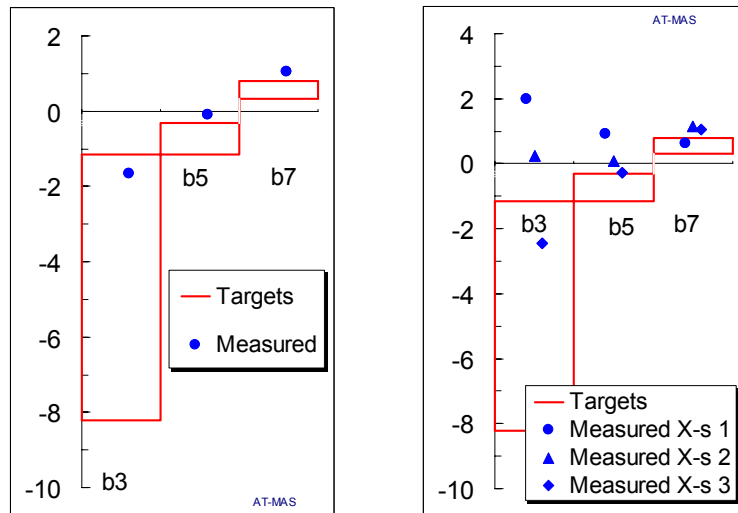 2
0
-2
-4
-6
-8
-10
b5
b7
Targets
Measured
b3
AT-MAS
AT-MAS
4
2
0
-2
-4
-6
-8
-10
b3
b5
b7
Targets
Measured X-s 1
Measured X-s 2
Measured X-s 3